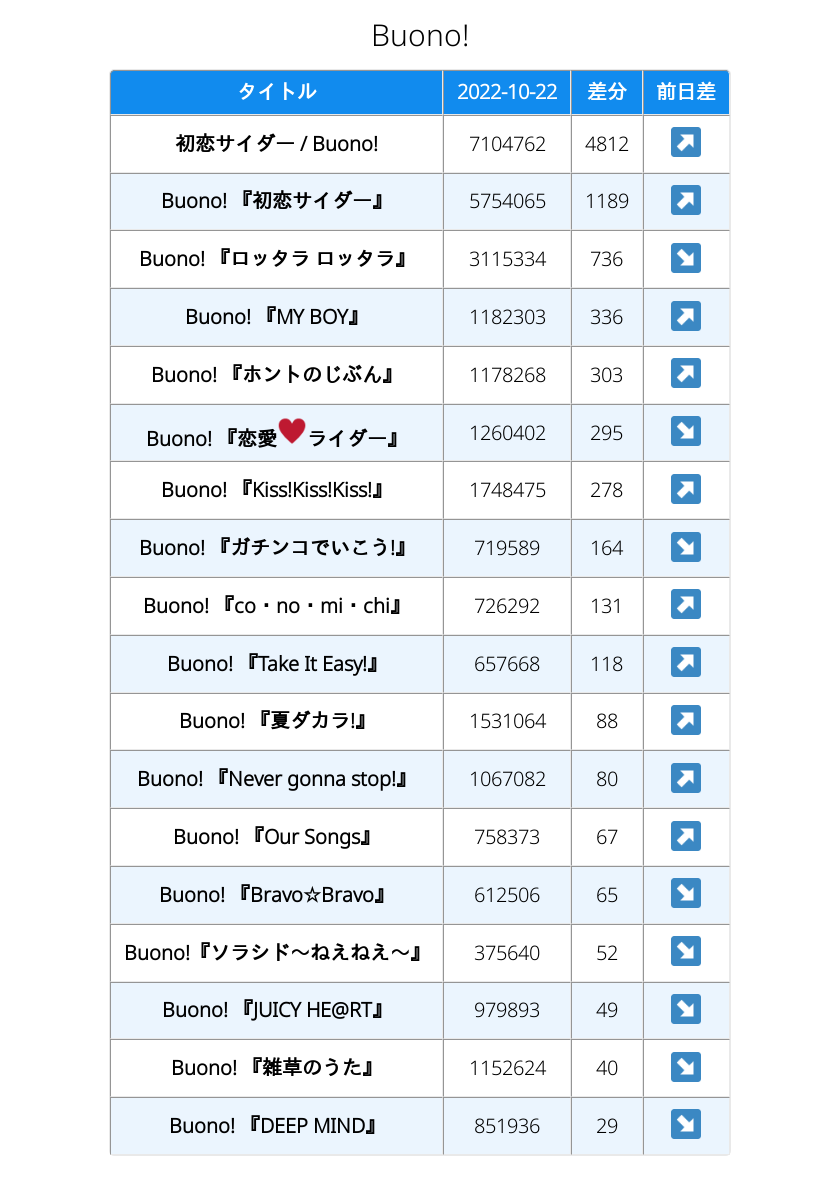 Buono!
タイトル 2022-10-22 差分 前日差
初恋サイダー / Buono! 7104762 4812 ↗
Buono! 『初恋サイダー』 5754065 1189 ↗
Buono! 『ロッタラ ロッタラ』 3115334 736 ↘
Buono! 『MY BOY』 1182303 336 ↗
Buono! 『ホントのじぶん』 1178268 303 ↗
Buono! 『恋愛♥ライダー』 1260402 295 ↘
Buono! 『Kiss!Kiss!Kiss!』 1748475 278 ↗
Buono! 『ガチンコでいこう!』 719589 164 ↘
Buono! 『co・no・mi・chi』 726292 131 ↗
Buono! 『Take It Easy!』 657668 118 ↗
Buono! 『夏ダカラ!』 1531064 88 ↗
Buono! 『Never gonna stop!』 1067082 80 ↗
Buono! 『Our Songs』 758373 67 ↗
Buono! 『Bravo☆Bravo』 612506 65 ↘
Buono!『ソラシド〜ねえねえ〜』 375640 52 ↘
Buono! 『JUICY HE@RT』 979893 49 ↘
Buono! 『雑草のうた』 1152624 40 ↘
Buono! 『DEEP MIND』 851936 29 ↘